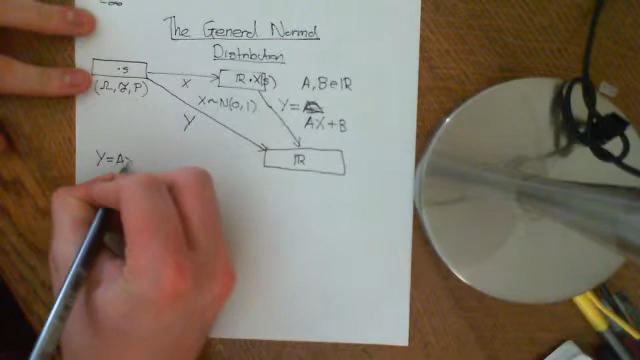 -∞
The General Normal
Distribution
·s
X
ℝ ·X(s)
A, B∈ℝ
(Ω, Ƒ, P)
X~N(0,1)
Y=
AX+B
Y
ℝ
Y=A